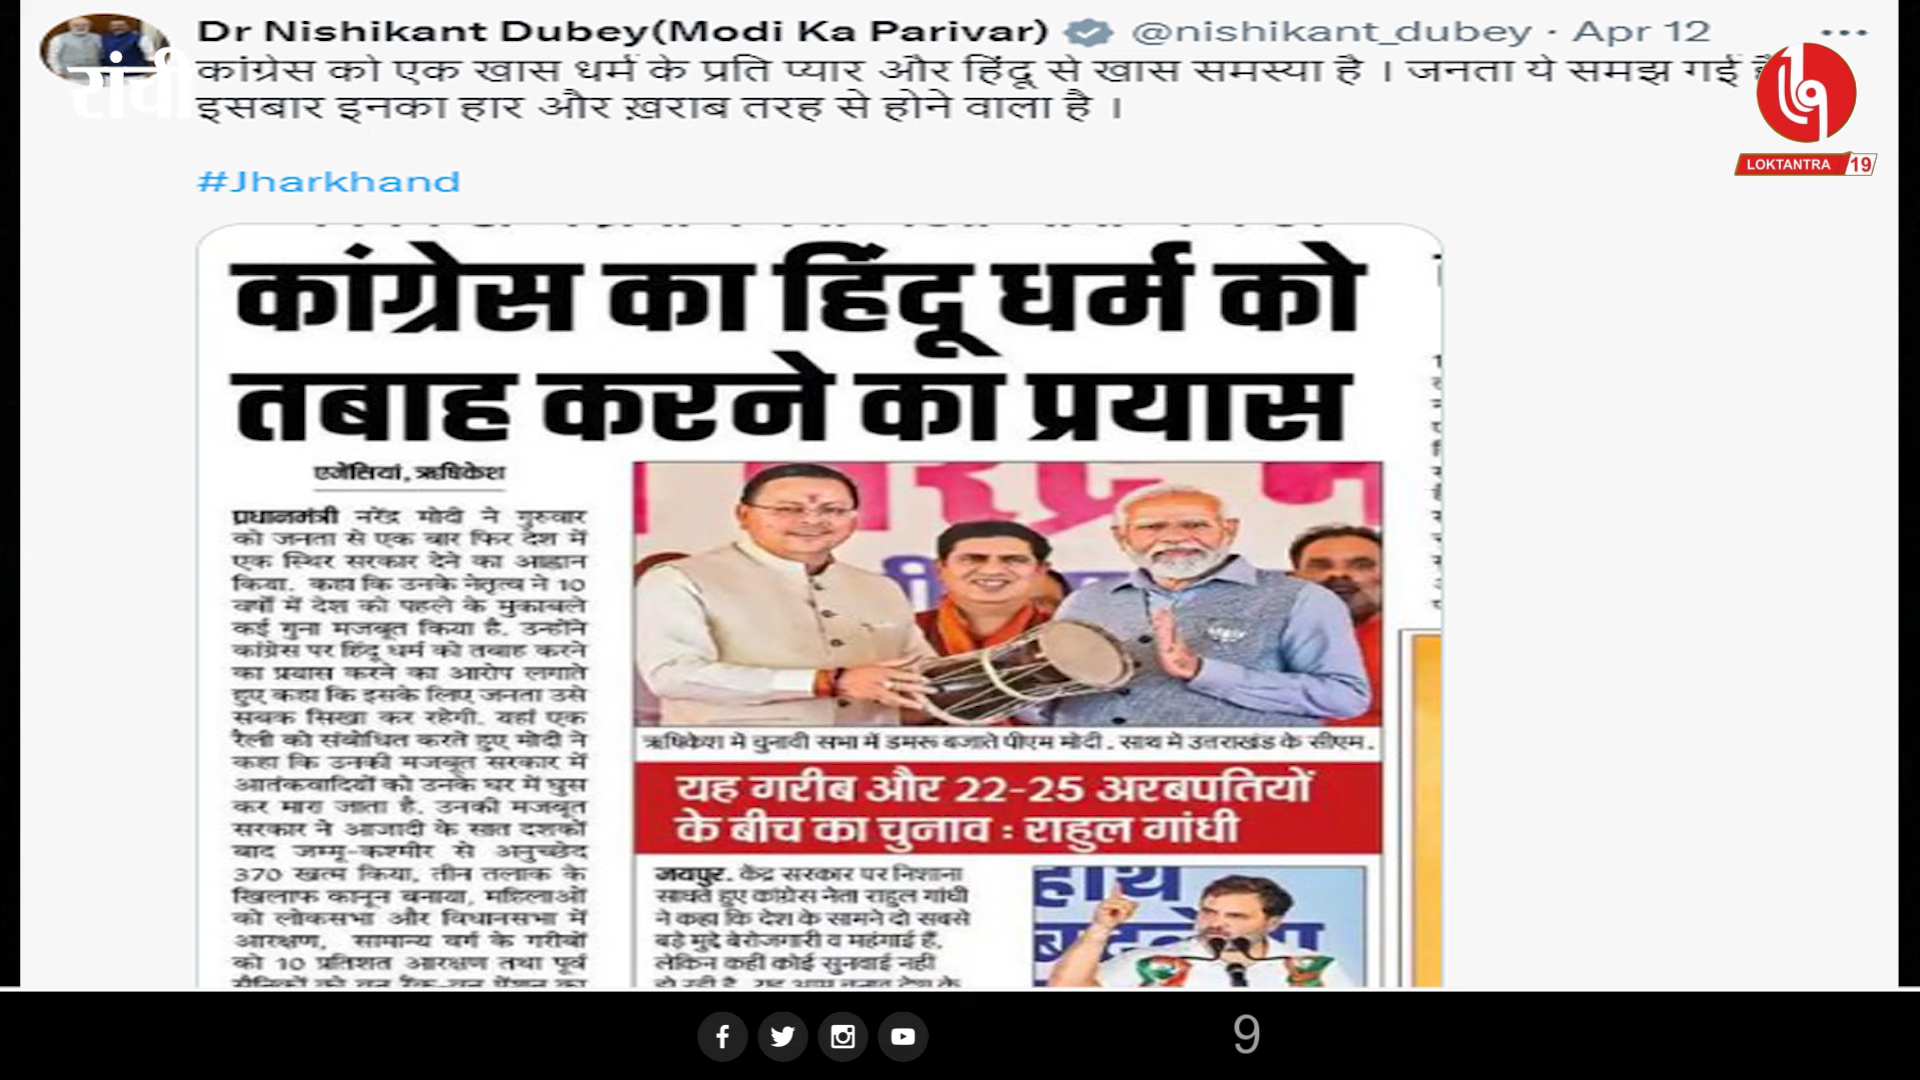 Dr Nishikant Dubey(Modi Ka Parivar) @nishikant_dubey · Apr 12 ...
रांची
कांग्रेस को एक खास धर्म के प्रति प्यार और हिंदू से खास समस्या है । जनता ये समझ गई
इसबार इनका हार और ख़राब तरह से होने वाला है ।
LOKTANTRA 19
#Jharkhand
कांग्रेस का हिंदू धर्म को
तबाह करने का प्रयास
एजेंसियां, ऋषिकेश
प्रधानमंत्री नरेंद्र मोदी ने गुरुवार
को जनता से एक बार फिर देश में
एक स्थिर सरकार देने का आह्वान
किया. कहा कि उनके नेतृत्व ने 10
वर्षों में देश को पहले के मुकाबले
कई गुना मजबूत किया है. उन्होंने
कांग्रेस पर हिंदू धर्म को तबाह करने
का प्रयास करने का आरोप लगाते
हुए कहा कि इसके लिए जनता उसे
सबक सिखा कर रहेगी. यहां एक
रैली को संबोधित करते हुए मोदी ने
कहा कि उनकी मजबूत सरकार में
आतंकवादियों को उनके घर में घुस
कर मारा जाता है. उनकी मजबूत
सरकार ने आजादी के सात दशकों
बाद जम्मू-कश्मीर से अनुच्छेद
370 खत्म किया, तीन तलाक के
खिलाफ कानून बनाया, महिलाओं
को लोकसभा और विधानसभा में
आरक्षण, सामान्य वर्ग के गरीबों
को 10 प्रतिशत आरक्षण तथा पूर्व
सैनिकों को वन रैंक-वन पेंशन का
ऋषिकेश में चुनावी सभा में डमरू बजाते पीएम मोदी. साथ में उत्तराखंड के सीएम.
यह गरीब और 22-25 अरबपतियों
के बीच का चुनाव : राहुल गांधी
जयपुर. केंद्र सरकार पर निशाना
साधते हुए कांग्रेस नेता राहुल गांधी
ने कहा कि देश के सामने दो सबसे
बड़े मुद्दे बेरोजगारी व महंगाई हैं,
लेकिन कहीं कोई सुनवाई नहीं
हो रही है. यह आम चुनाव देश के
हाथ
9